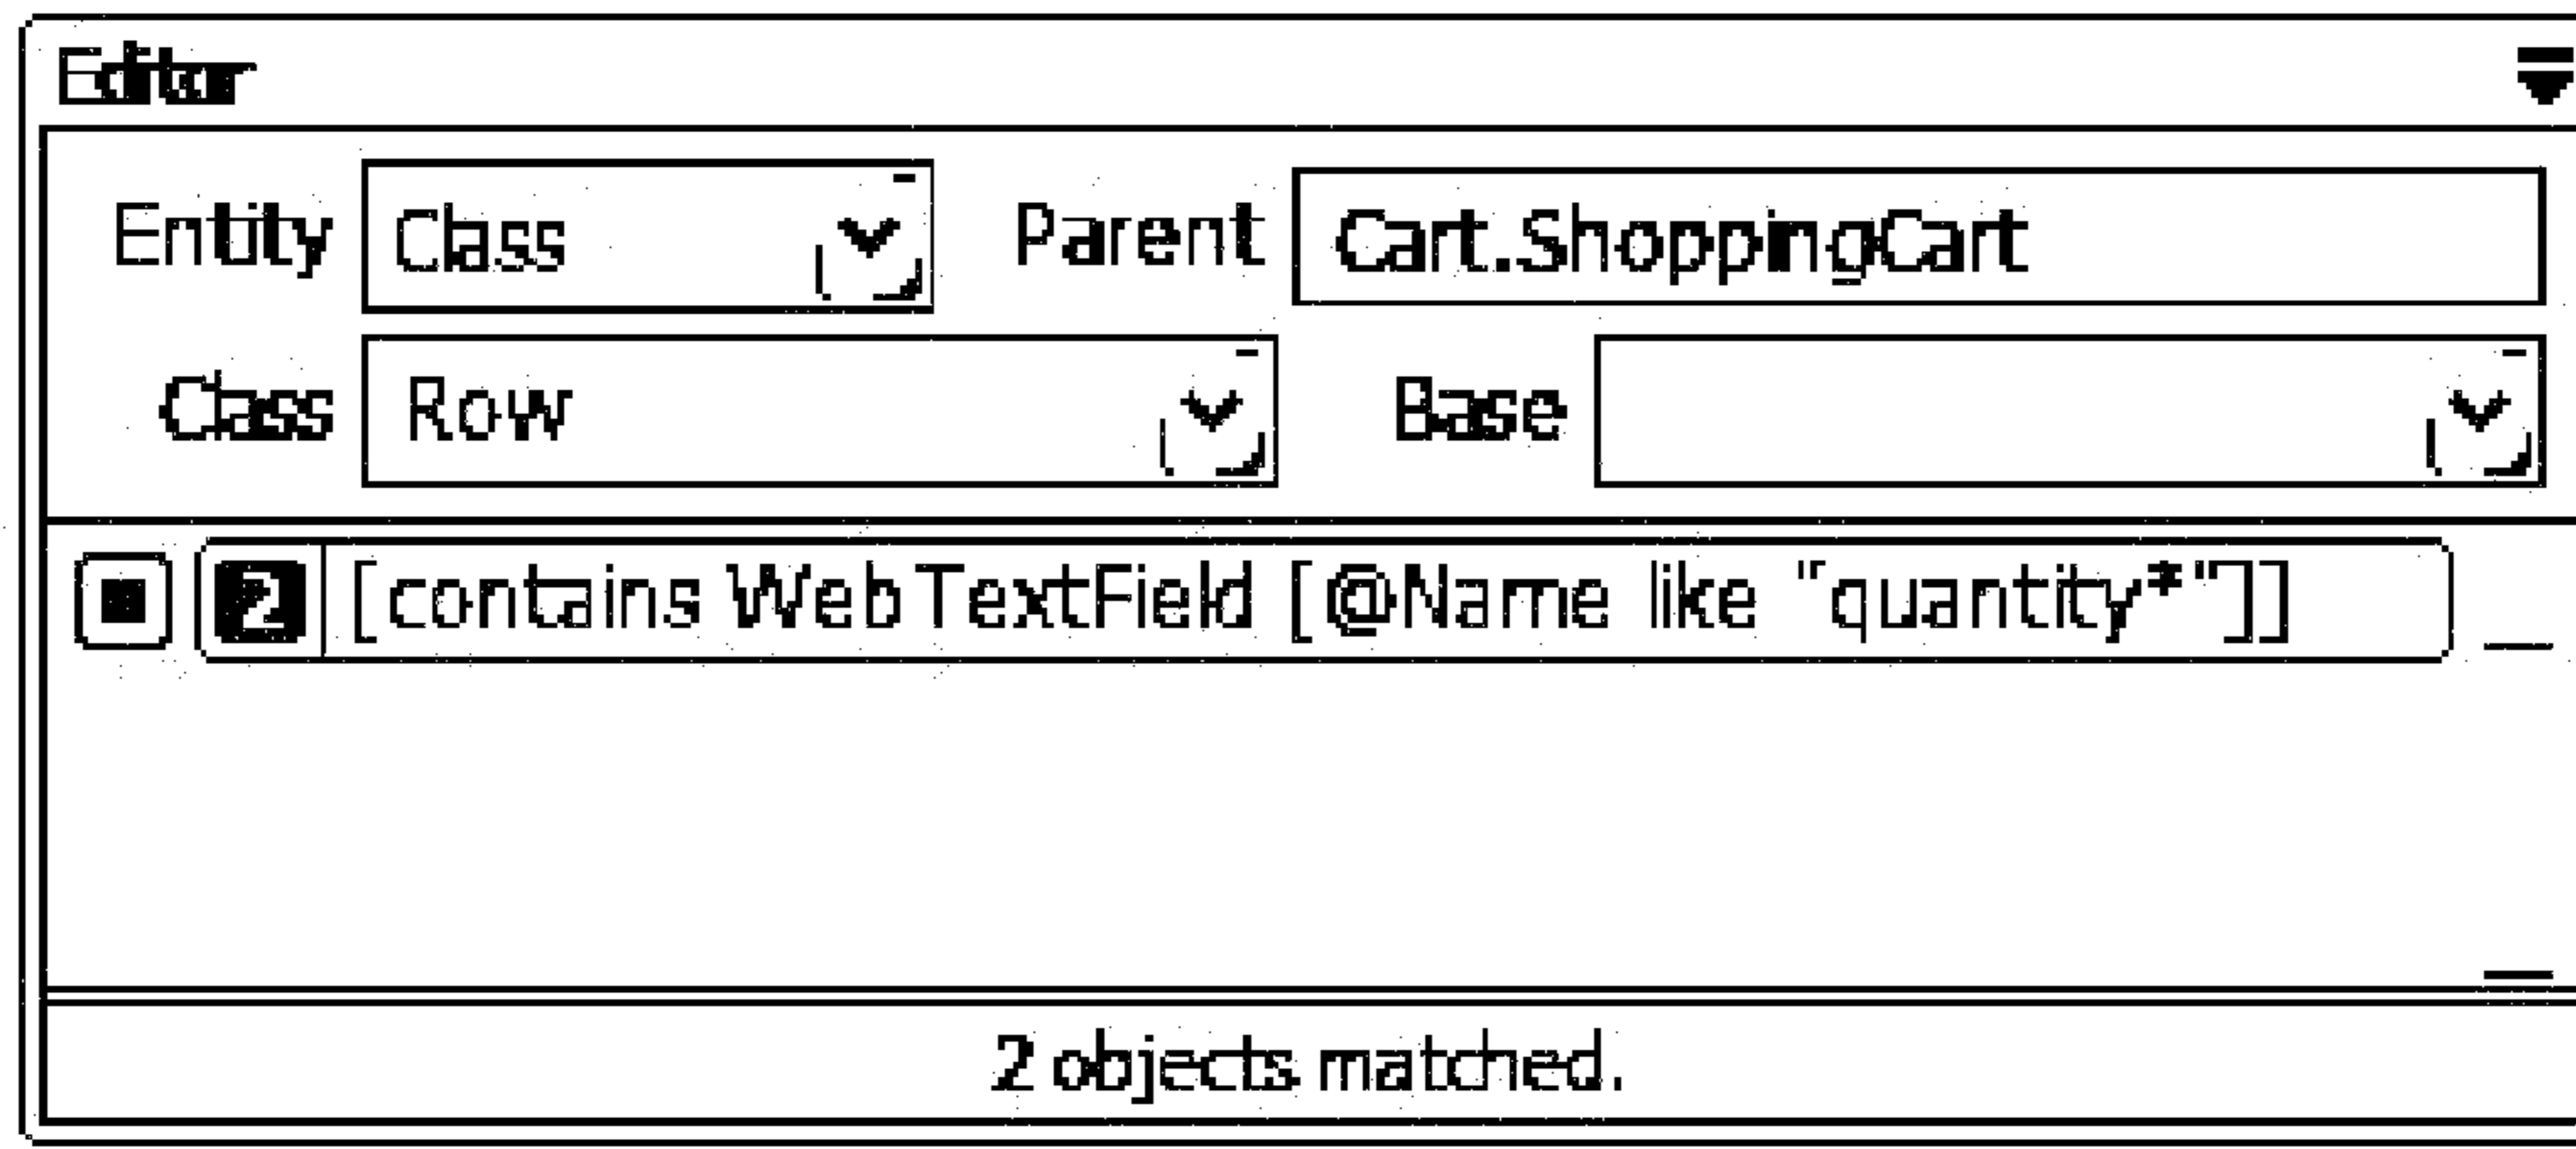 Editor
Entity Class Parent Cart.ShoppingCart
Class Row Base
2 [contains WebTextField [@Name like "quantity*"]]
2 objects matched.